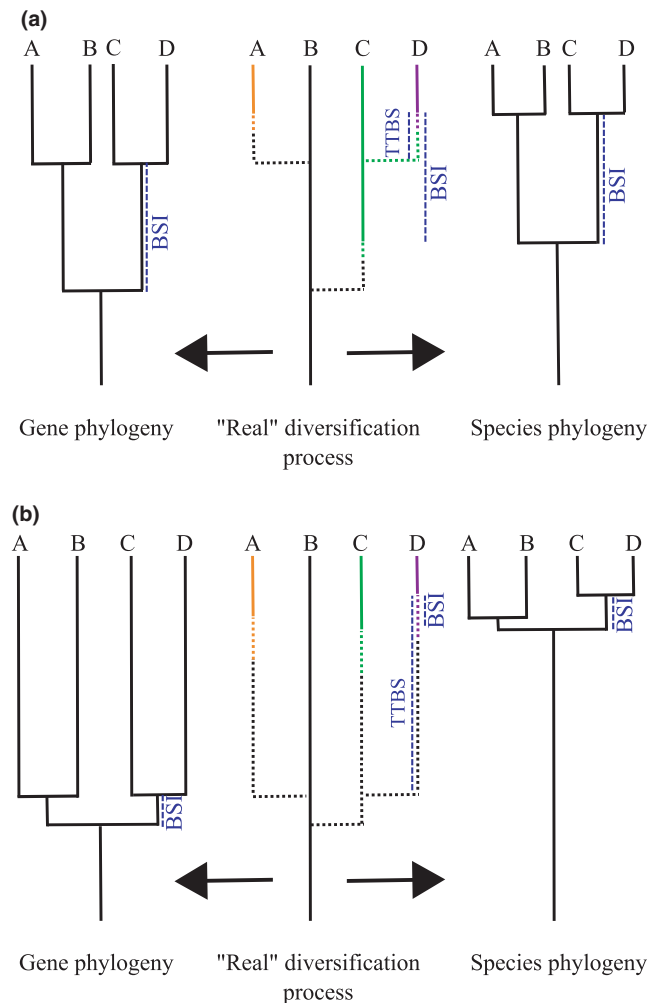 (a)
A B C D A B C D A B C D
TTBS
BSI
BSI
BSI
Gene phylogeny "Real" diversification process Species phylogeny
(b)
A B C D A B C D A B C D
BSI
BSI
TTBS
BSI
Gene phylogeny "Real" diversification process Species phylogeny